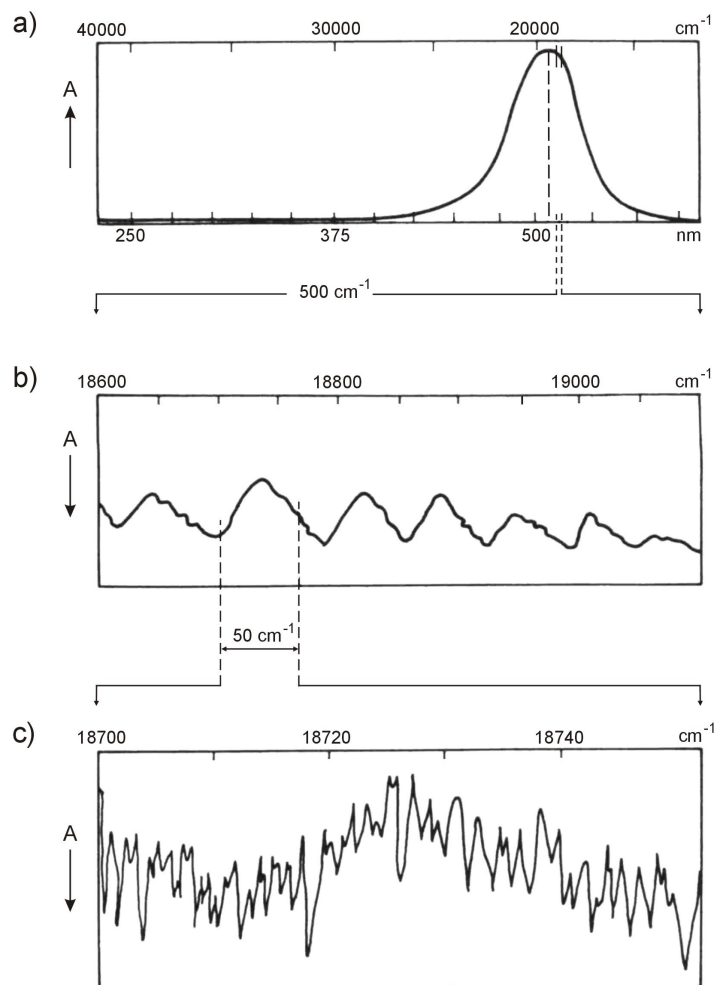 a)
40000 30000 20000 cm⁻¹
A
250 375 500 nm
500 cm⁻¹
b)
18600 18800 19000 cm⁻¹
A
50 cm⁻¹
c)
18700 18720 18740 cm⁻¹
A